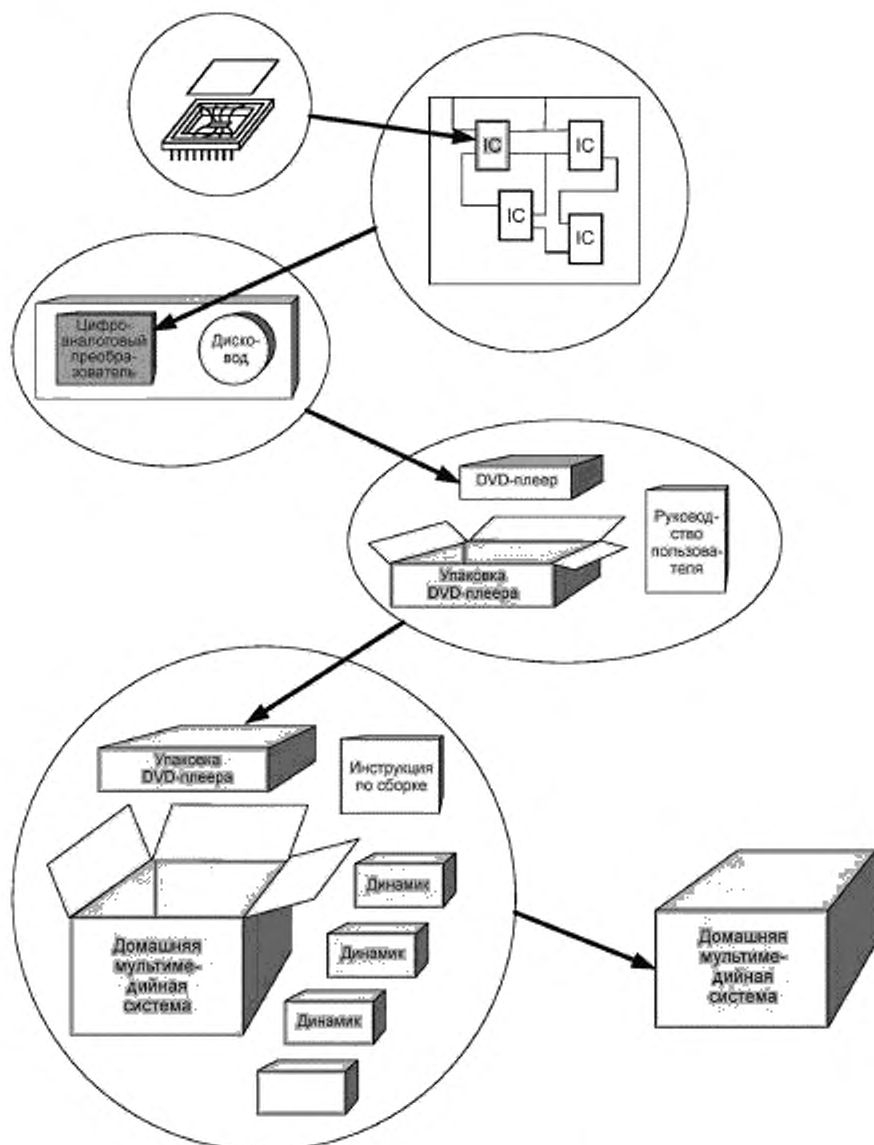 IC
IC
IC
IC
Цифро-
аналоговый
преобра-
зователь
Диско-
вод
DVD-плеер
Руковод-
ство
пользова-
теля
Упаковка
DVD-плеера
Упаковка
DVD-плеера
Инструкция
по сборке
Динамик
Динамик
Динамик
Домашняя
мультиме-
дийная
система
Домашняя
мультиме-
дийная
система